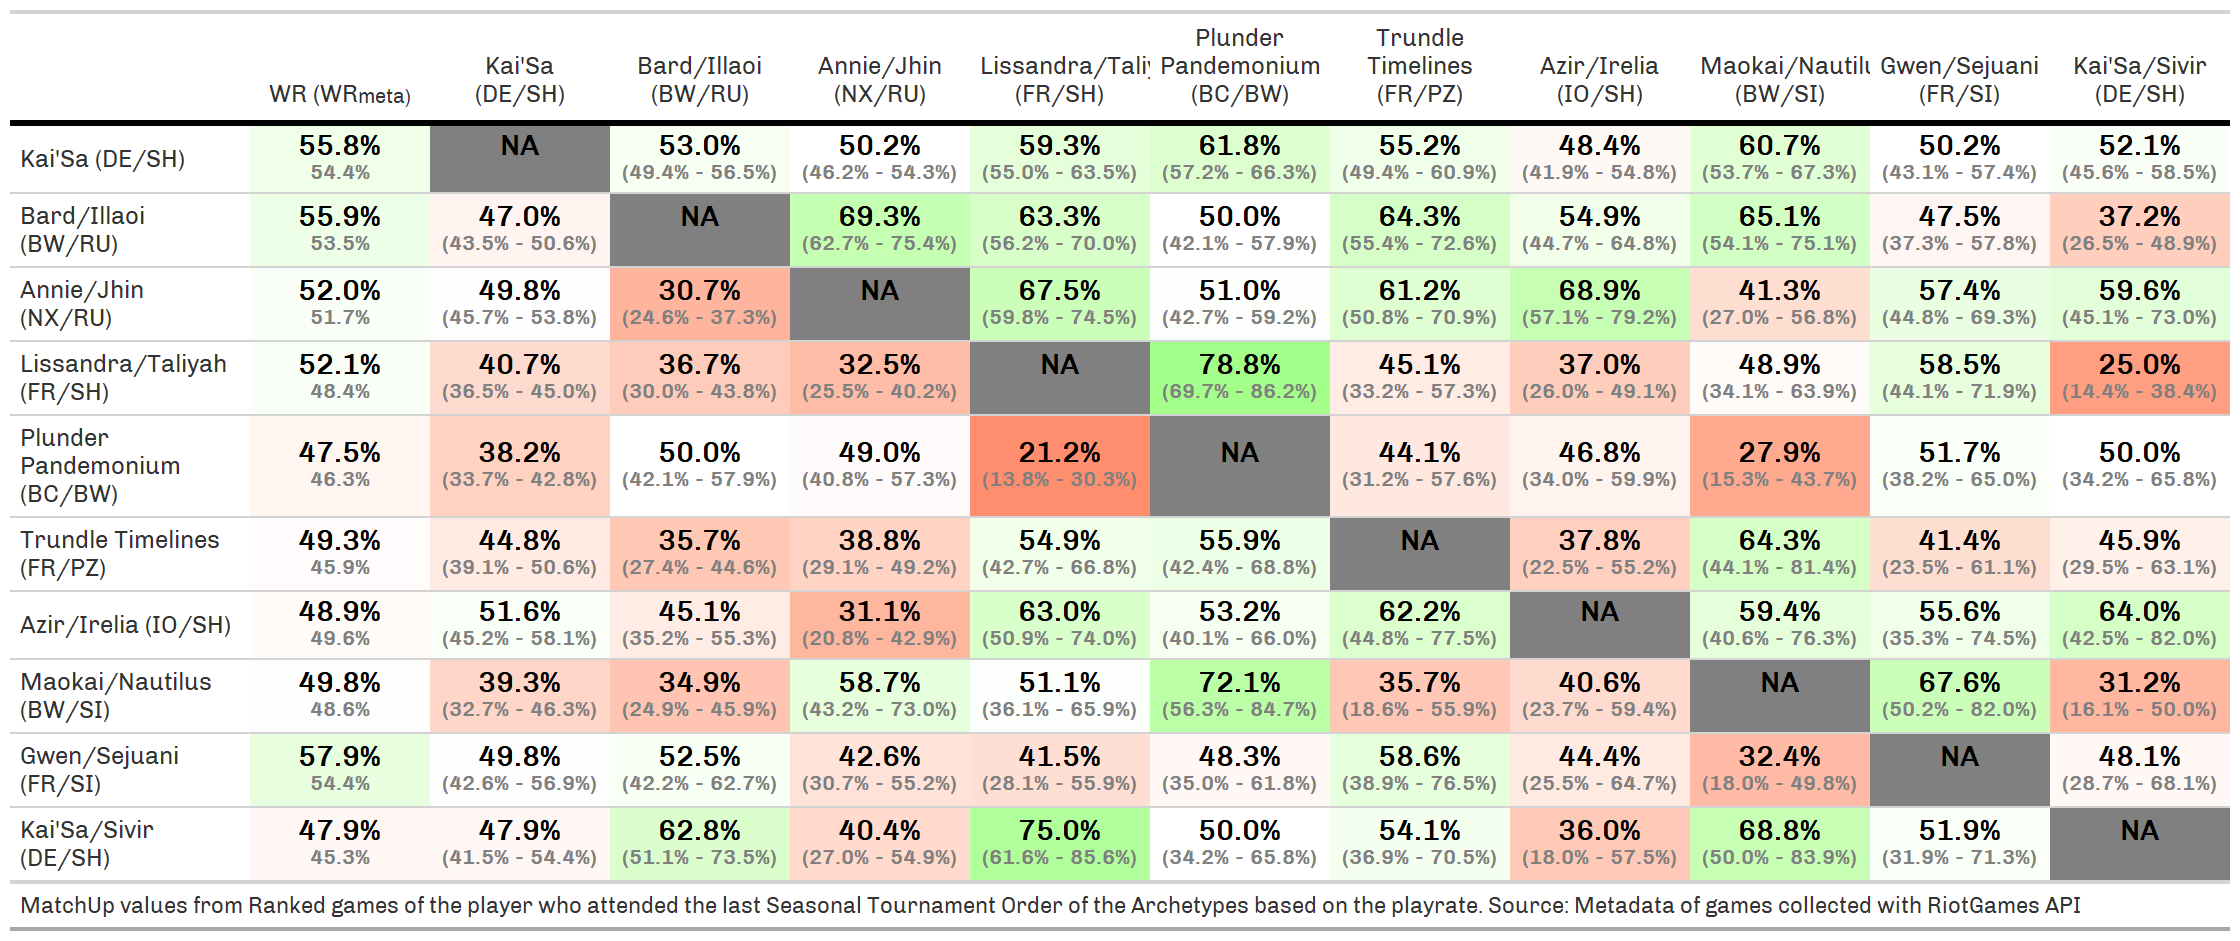 WR (WRmeta) Kai'Sa (DE/SH) Bard/Illaoi (BW/RU) Annie/Jhin (NX/RU) Lissandra/Taliy (FR/SH) Plunder Pandemonium (BC/BW) Trundle Timelines (FR/PZ) Azir/Irelia (IO/SH) Maokai/Nautilu (BW/SI) Gwen/Sejuani (FR/SI) Kai'Sa/Sivir (DE/SH)
Kai'Sa (DE/SH) 55.8% NA 53.0% 50.2% 59.3% 61.8% 55.2% 48.4% 60.7% 50.2% 52.1%
54.4% (49.4% - 56.5%) (46.2% - 54.3%) (55.0% - 63.5%) (57.2% - 66.3%) (49.4% - 60.9%) (41.9% - 54.8%) (53.7% - 67.3%) (43.1% - 57.4%) (45.6% - 58.5%)
Bard/Illaoi 55.9% 47.0% NA 69.3% 63.3% 50.0% 64.3% 54.9% 65.1% 47.5% 37.2%
(BW/RU) 53.5% (43.5% - 50.6%) (62.7% - 75.4%) (56.2% - 70.0%) (42.1% - 57.9%) (55.4% - 72.6%) (44.7% - 64.8%) (54.1% - 75.1%) (37.3% - 57.8%) (26.5% - 48.9%)
Annie/Jhin 52.0% 49.8% 30.7% NA 67.5% 51.0% 61.2% 68.9% 41.3% 57.4% 59.6%
(NX/RU) 51.7% (45.7% - 53.8%) (24.6% - 37.3%) (59.8% - 74.5%) (42.7% - 59.2%) (50.8% - 70.9%) (57.1% - 79.2%) (27.0% - 56.8%) (44.8% - 69.3%) (45.1% - 73.0%)
Lissandra/Taliyah 52.1% 40.7% 36.7% 32.5% NA 78.8% 45.1% 37.0% 48.9% 58.5% 25.0%
(FR/SH) 48.4% (36.5% - 45.0%) (30.0% - 43.8%) (25.5% - 40.2%) (69.7% - 86.2%) (33.2% - 57.3%) (26.0% - 49.1%) (34.1% - 63.9%) (44.1% - 71.9%) (14.4% - 38.4%)
Plunder
Pandemonium 47.5% 38.2% 50.0% 49.0% 21.2% NA 44.1% 46.8% 27.9% 51.7% 50.0%
(BC/BW) 46.3% (33.7% - 42.8%) (42.1% - 57.9%) (40.8% - 57.3%) (13.8% - 30.3%) (31.2% - 57.6%) (34.0% - 59.9%) (15.3% - 43.7%) (38.2% - 65.0%) (34.2% - 65.8%)
Trundle Timelines 49.3% 44.8% 35.7% 38.8% 54.9% 55.9% NA 37.8% 64.3% 41.4% 45.9%
(FR/PZ) 45.9% (39.1% - 50.6%) (27.4% - 44.6%) (29.1% - 49.2%) (42.7% - 66.8%) (42.4% - 68.8%) (22.5% - 55.2%) (44.1% - 81.4%) (23.5% - 61.1%) (29.5% - 63.1%)
Azir/Irelia (IO/SH) 48.9% 51.6% 45.1% 31.1% 63.0% 53.2% 62.2% NA 59.4% 55.6% 64.0%
49.6% (45.2% - 58.1%) (35.2% - 55.3%) (20.8% - 42.9%) (50.9% - 74.0%) (40.1% - 66.0%) (44.8% - 77.5%) (40.6% - 76.3%) (35.3% - 74.5%) (42.5% - 82.0%)
Maokai/Nautilus 49.8% 39.3% 34.9% 58.7% 51.1% 72.1% 35.7% 40.6% NA 67.6% 31.2%
(BW/SI) 48.6% (32.7% - 46.3%) (24.9% - 45.9%) (43.2% - 73.0%) (36.1% - 65.9%) (56.3% - 84.7%) (18.6% - 55.9%) (23.7% - 59.4%) (50.2% - 82.0%) (16.1% - 50.0%)
Gwen/Sejuani 57.9% 49.8% 52.5% 42.6% 41.5% 48.3% 58.6% 44.4% 32.4% NA 48.1%
(FR/SI) 54.4% (42.6% - 56.9%) (42.2% - 62.7%) (30.7% - 55.2%) (28.1% - 55.9%) (35.0% - 61.8%) (38.9% - 76.5%) (25.5% - 64.7%) (18.0% - 49.8%) (28.7% - 68.1%)
Kai'Sa/Sivir 47.9% 47.9% 62.8% 40.4% 75.0% 50.0% 54.1% 36.0% 68.8% 51.9% NA
(DE/SH) 45.3% (41.5% - 54.4%) (51.1% - 73.5%) (27.0% - 54.9%) (61.6% - 85.6%) (34.2% - 65.8%) (36.9% - 70.5%) (18.0% - 57.5%) (50.0% - 83.9%) (31.9% - 71.3%)
MatchUp values from Ranked games of the player who attended the last Seasonal Tournament Order of the Archetypes based on the playrate. Source: Metadata of games collected with RiotGames API